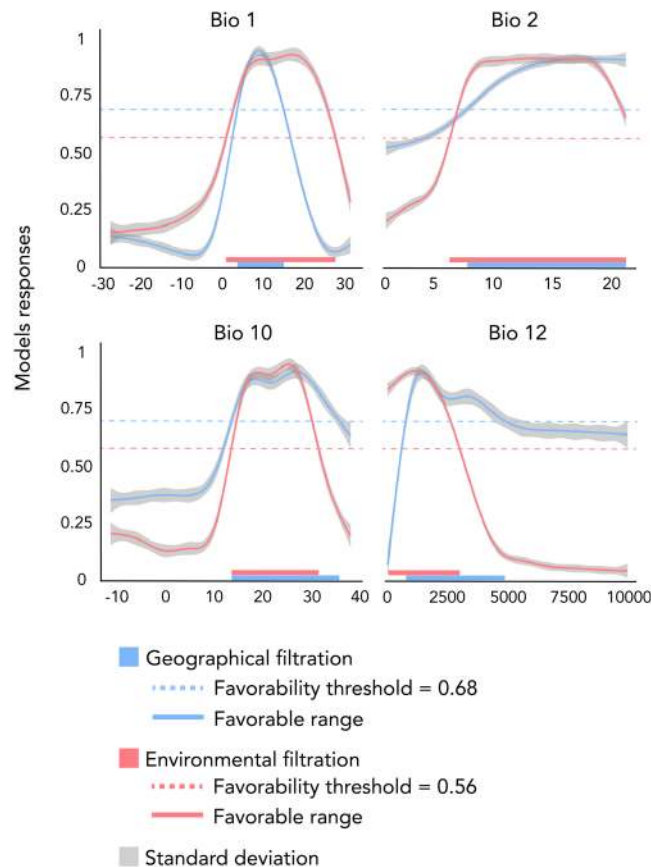 Bio 1
Bio 2
1
0.75
0.50
0.25
0
-30 -20 -10 0 10 20 30
0 5 10 15 20
Models responses
Bio 10
Bio 12
1
0.75
0.50
0.25
0
-10 0 10 20 30 40
0 2500 5000 7500 10000
Geographical filtration
Favorability threshold = 0.68
Favorable range
Environmental filtration
Favorability threshold = 0.56
Favorable range
Standard deviation